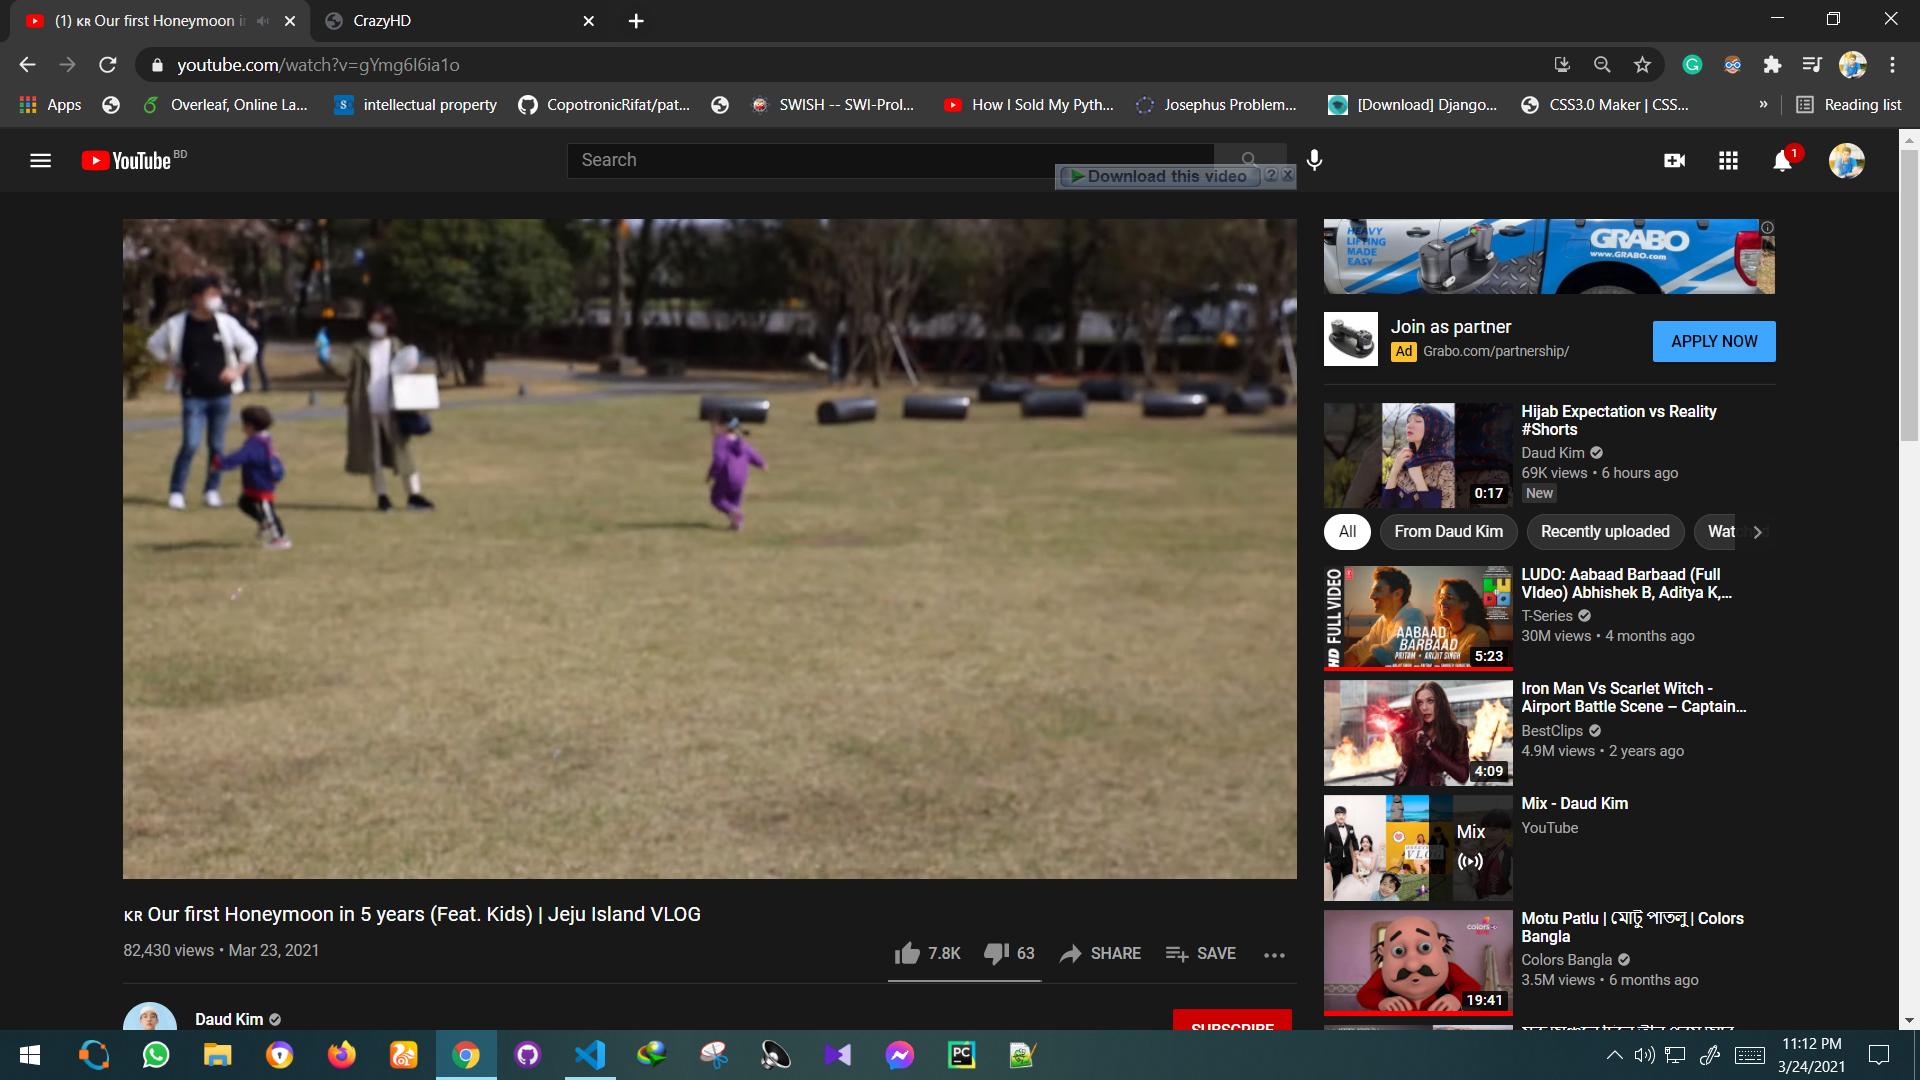 (1) ᴋʀ Our first Honeymoon i
CrazyHD
youtube.com/watch?v=gYmg6l6ia1o
Apps
Overleaf, Online La...
intellectual property
CopotronicRifat/pat...
SWISH -- SWI-Prol...
How I Sold My Pyth...
Josephus Problem...
[Download] Django...
CSS3.0 Maker | CSS...
»
Reading list
YouTube BD
Search
1
Download this video
HEAVY
LIFTING
MADE
EASY
GRABO
www.GRABO.com
Join as partner
Ad Grabo.com/partnership/
APPLY NOW
Hijab Expectation vs Reality
#Shorts
Daud Kim
69K views • 6 hours ago
New
0:17
All
From Daud Kim
Recently uploaded
Watched
HD FULL VIDEO
AABAAD
BARBAAD
PRITAM • ARIJIT SINGH
5:23
LUDO: Aabaad Barbaad (Full
VIdeo) Abhishek B, Aditya K,...
T-Series
30M views • 4 months ago
4:09
Iron Man Vs Scarlet Witch -
Airport Battle Scene – Captain...
BestClips
4.9M views • 2 years ago
Mix
Mix - Daud Kim
YouTube
colors
19:41
Motu Patlu | মোটু পাতলু | Colors
Bangla
Colors Bangla
3.5M views • 6 months ago
ᴋʀ Our first Honeymoon in 5 years (Feat. Kids) | Jeju Island VLOG
82,430 views • Mar 23, 2021
7.8K
63
SHARE
SAVE
Daud Kim
SUBSCRIBE
PC
11:12 PM
3/24/2021